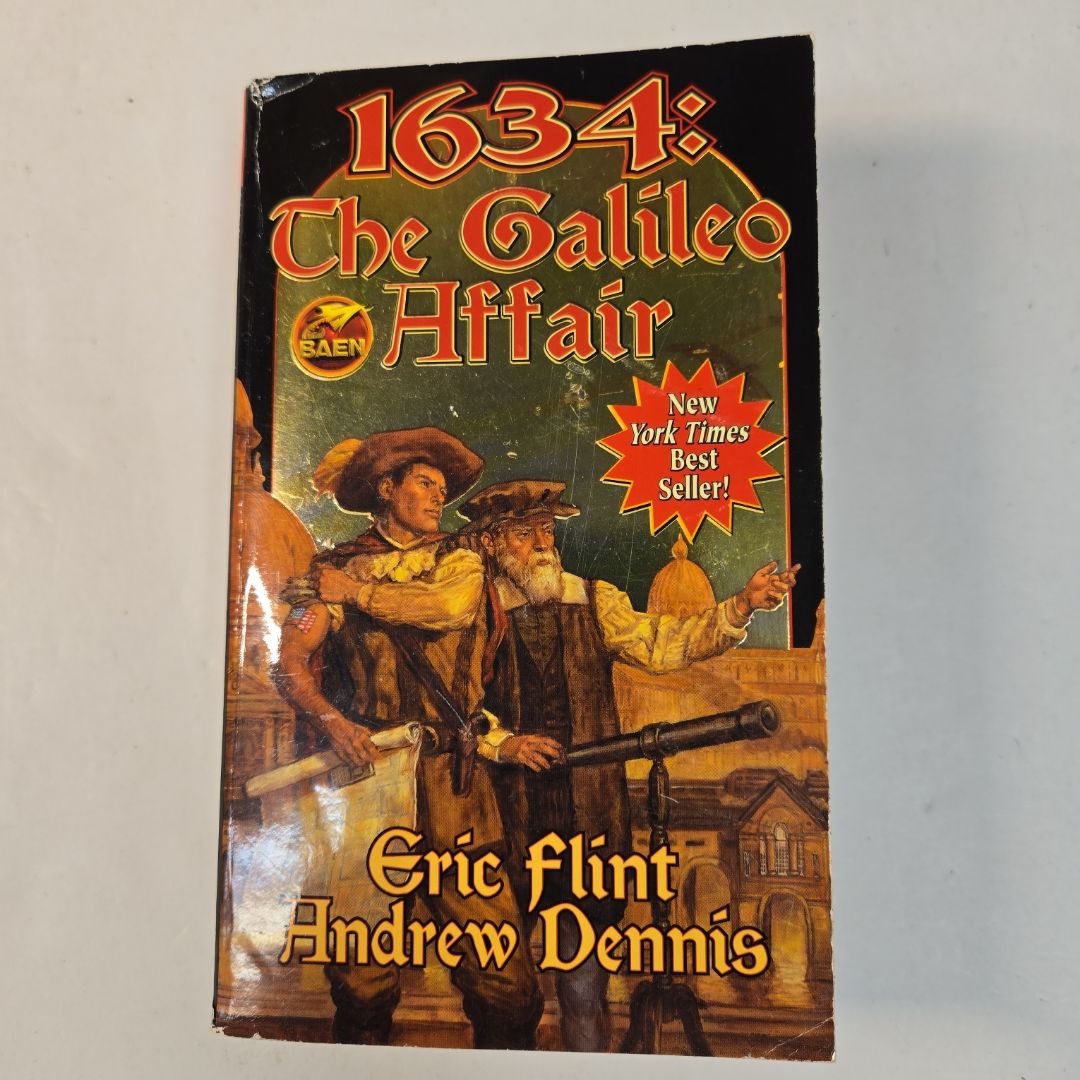 1634:
The Galileo
Affair
BAEN
New
York Times
Best
Seller!
Eric Flint
Andrew Dennis